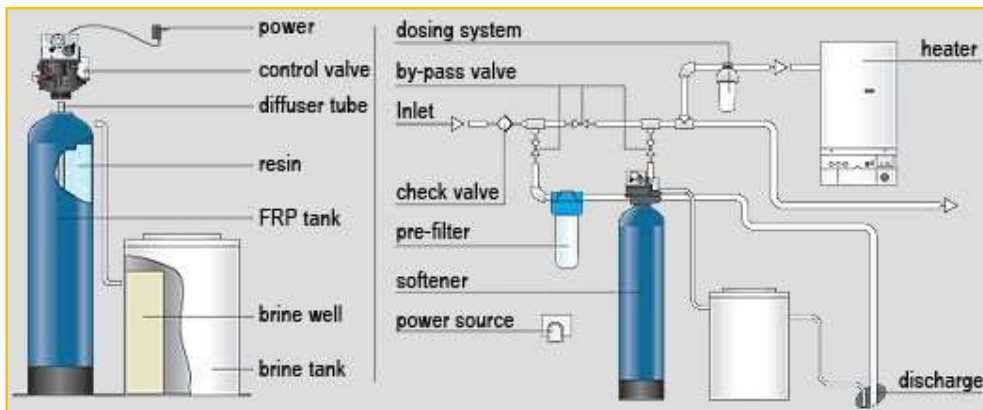 power
control valve
diffuser tube
resin
FRP tank
brine well
brine tank
dosing system
by-pass valve
Inlet
check valve
pre-filter
softener
power source
heater
discharge